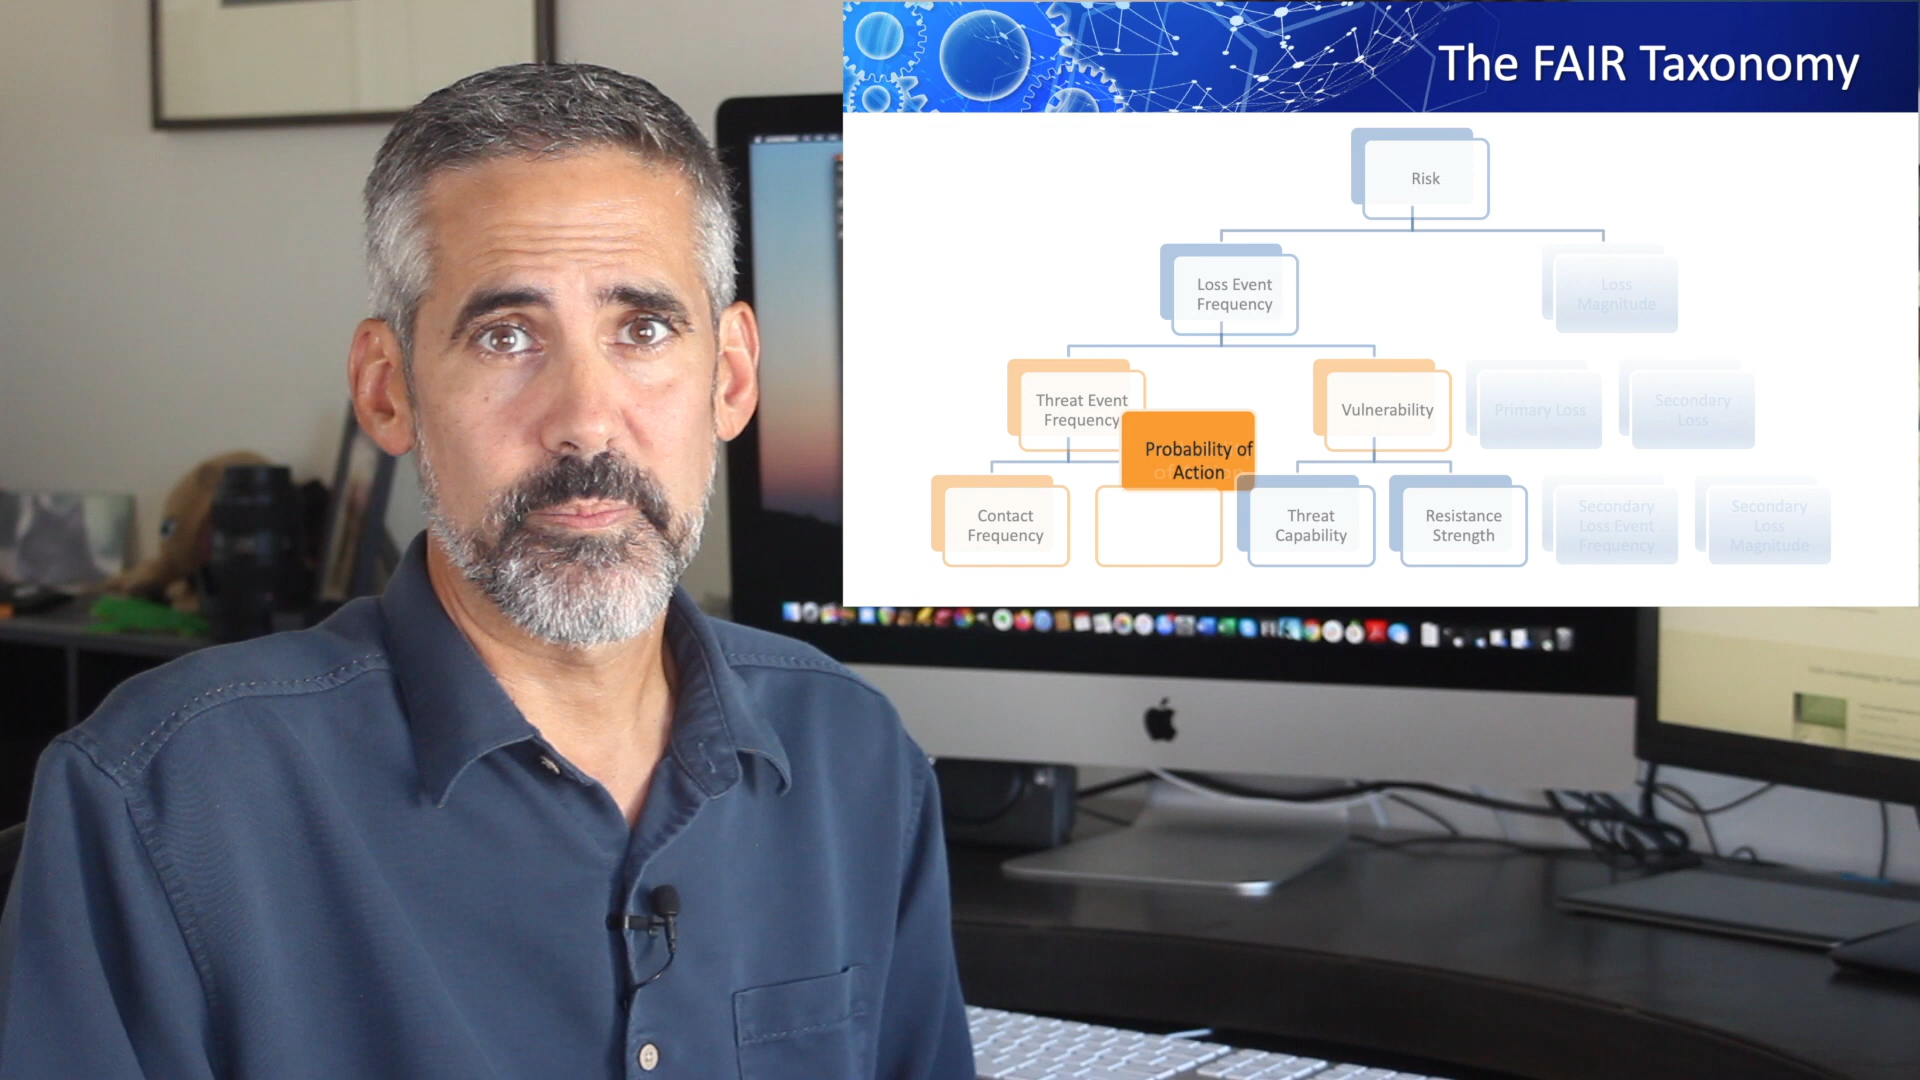 The FAIR Taxonomy
Risk
Loss Event
Frequency
Loss
Magnitude
Threat Event
Frequency
Vulnerability
Primary Loss
Secondary
Loss
Probability of
Action
Contact
Frequency
Threat
Capability
Resistance
Strength
Secondary
Loss Event
Frequency
Secondary
Loss
Magnitude